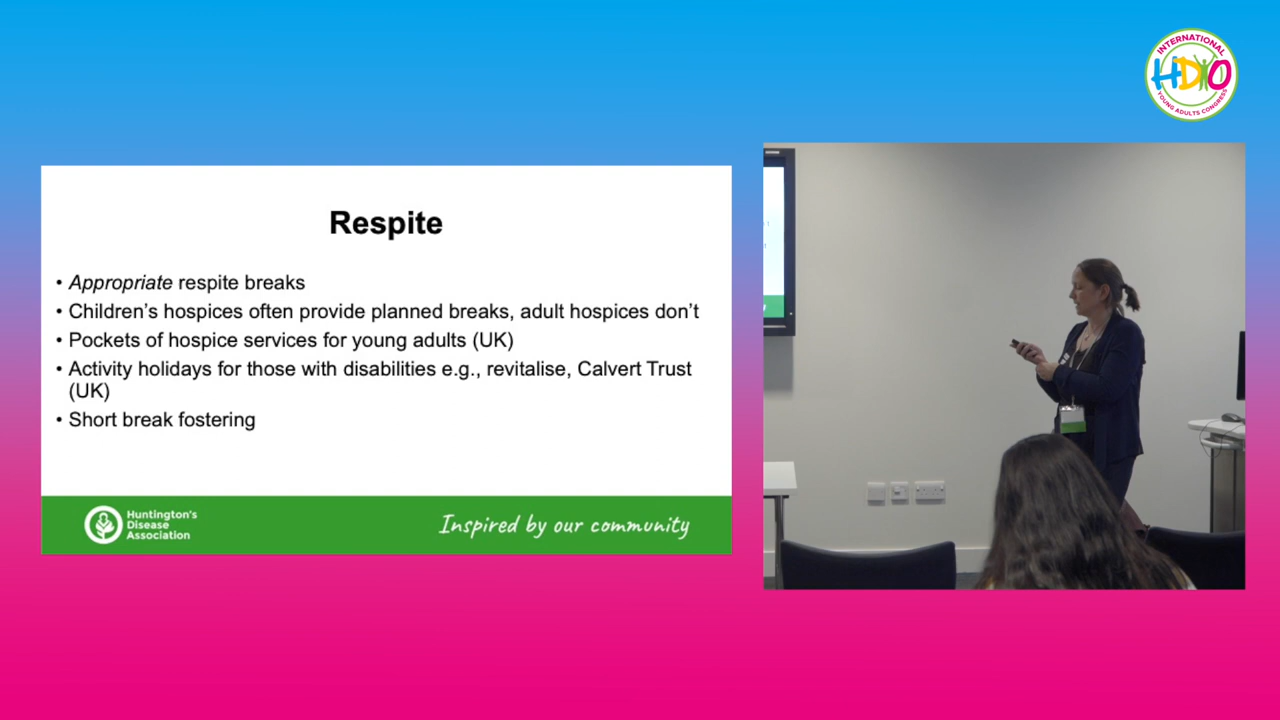 INTERNATIONAL
HDYO
YOUNG ADULTS CONGRESS
Respite
• Appropriate respite breaks
• Children's hospices often provide planned breaks, adult hospices don't
• Pockets of hospice services for young adults (UK)
• Activity holidays for those with disabilities e.g., revitalise, Calvert Trust
(UK)
• Short break fostering
Huntington's
Disease
Association
Inspired by our community